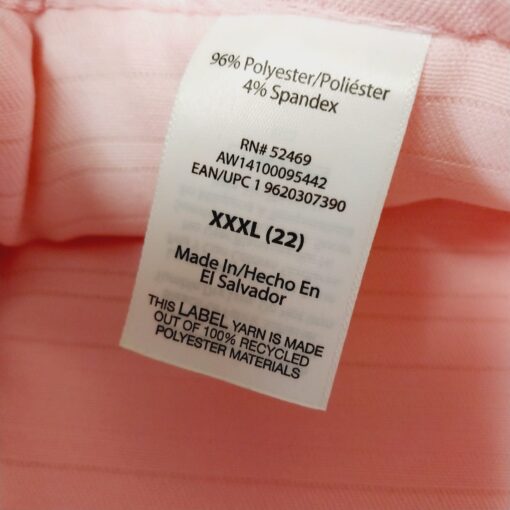 96% Polyester/Poliéster
4% Spandex
RN# 52469
AW14100095442
EAN/UPC 1 9620307390
XXXL (22)
Made In/Hecho En
El Salvador
THIS LABEL YARN IS MADE
OUT OF 100% RECYCLED
POLYESTER MATERIALS